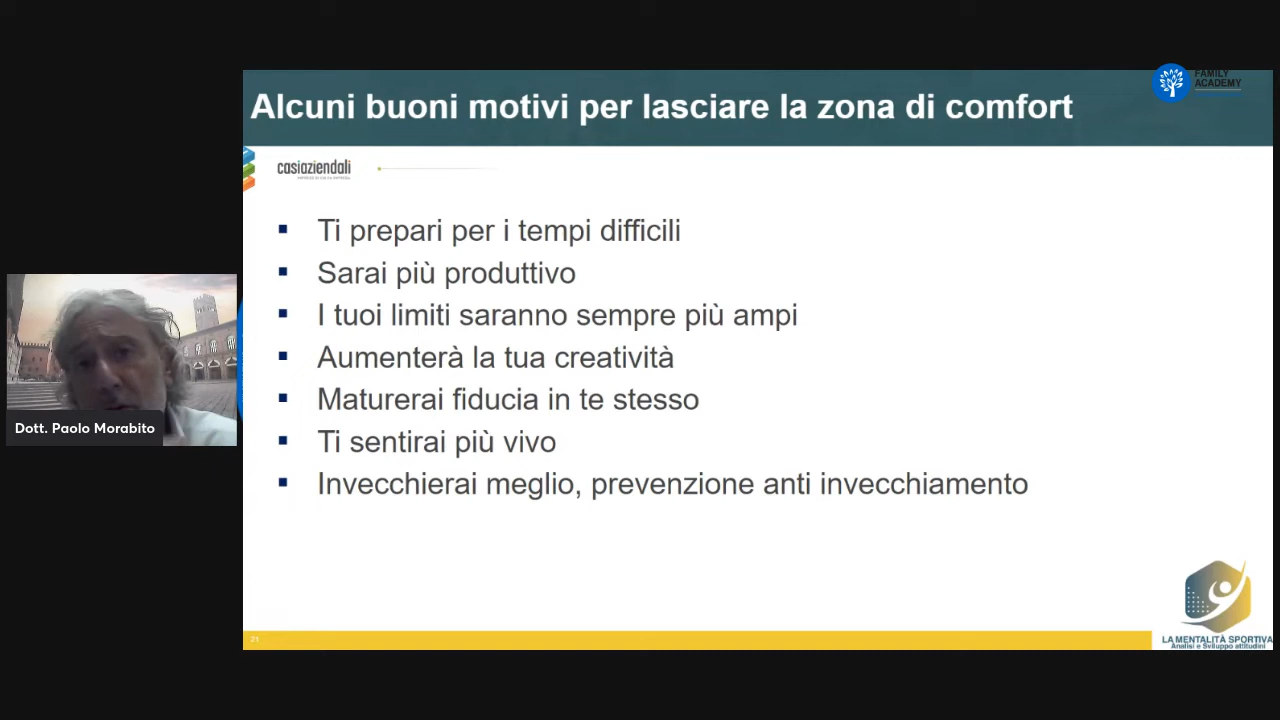 Alcuni buoni motivi per lasciare la zona di comfort
FAMILY
ACADEMY
casiaziendali
Ti prepari per i tempi difficili
Sarai più produttivo
I tuoi limiti saranno sempre più ampi
Aumenterà la tua creatività
Maturerai fiducia in te stesso
Ti sentirai più vivo
Invecchierai meglio, prevenzione anti invecchiamento
Dott. Paolo Morabito
21
LA MENTALITÀ SPORTIVA
Analisi e Sviluppo attitudini